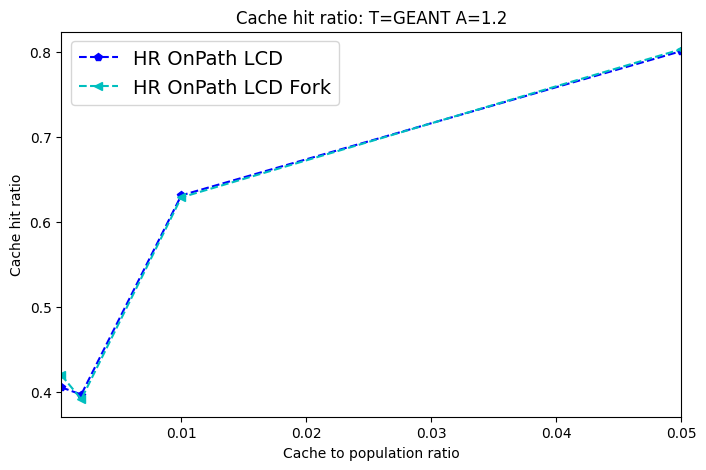 Cache hit ratio: T=GEANT A=1.2
HR OnPath LCD
HR OnPath LCD Fork
Cache hit ratio
0.8
0.7
0.6
0.5
0.4
0.01
0.02
0.03
0.04
0.05
Cache to population ratio